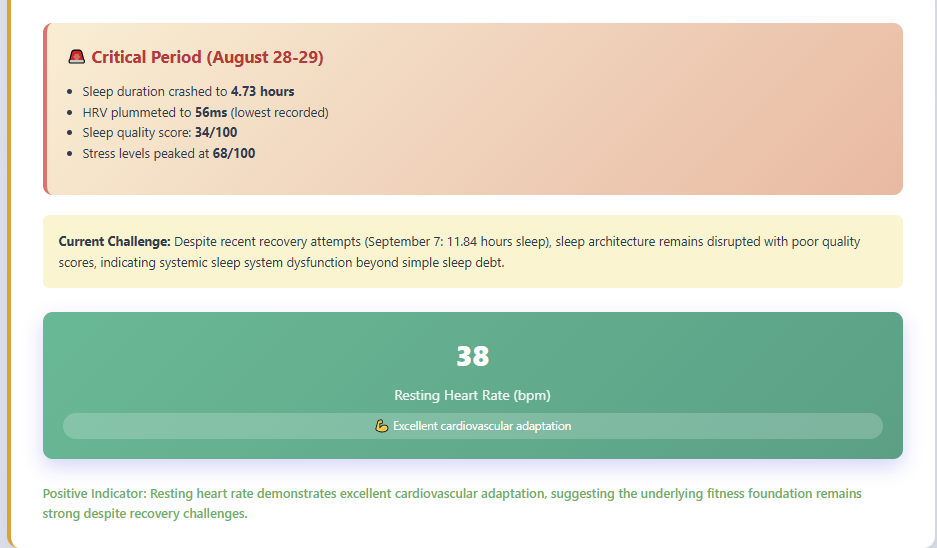 🚨 Critical Period (August 28-29)
• Sleep duration crashed to 4.73 hours
• HRV plummeted to 56ms (lowest recorded)
• Sleep quality score: 34/100
• Stress levels peaked at 68/100
Current Challenge: Despite recent recovery attempts (September 7: 11.84 hours sleep), sleep architecture remains disrupted with poor quality
scores, indicating systemic sleep system dysfunction beyond simple sleep debt.
38
Resting Heart Rate (bpm)
💪 Excellent cardiovascular adaptation
Positive Indicator: Resting heart rate demonstrates excellent cardiovascular adaptation, suggesting the underlying fitness foundation remains
strong despite recovery challenges.